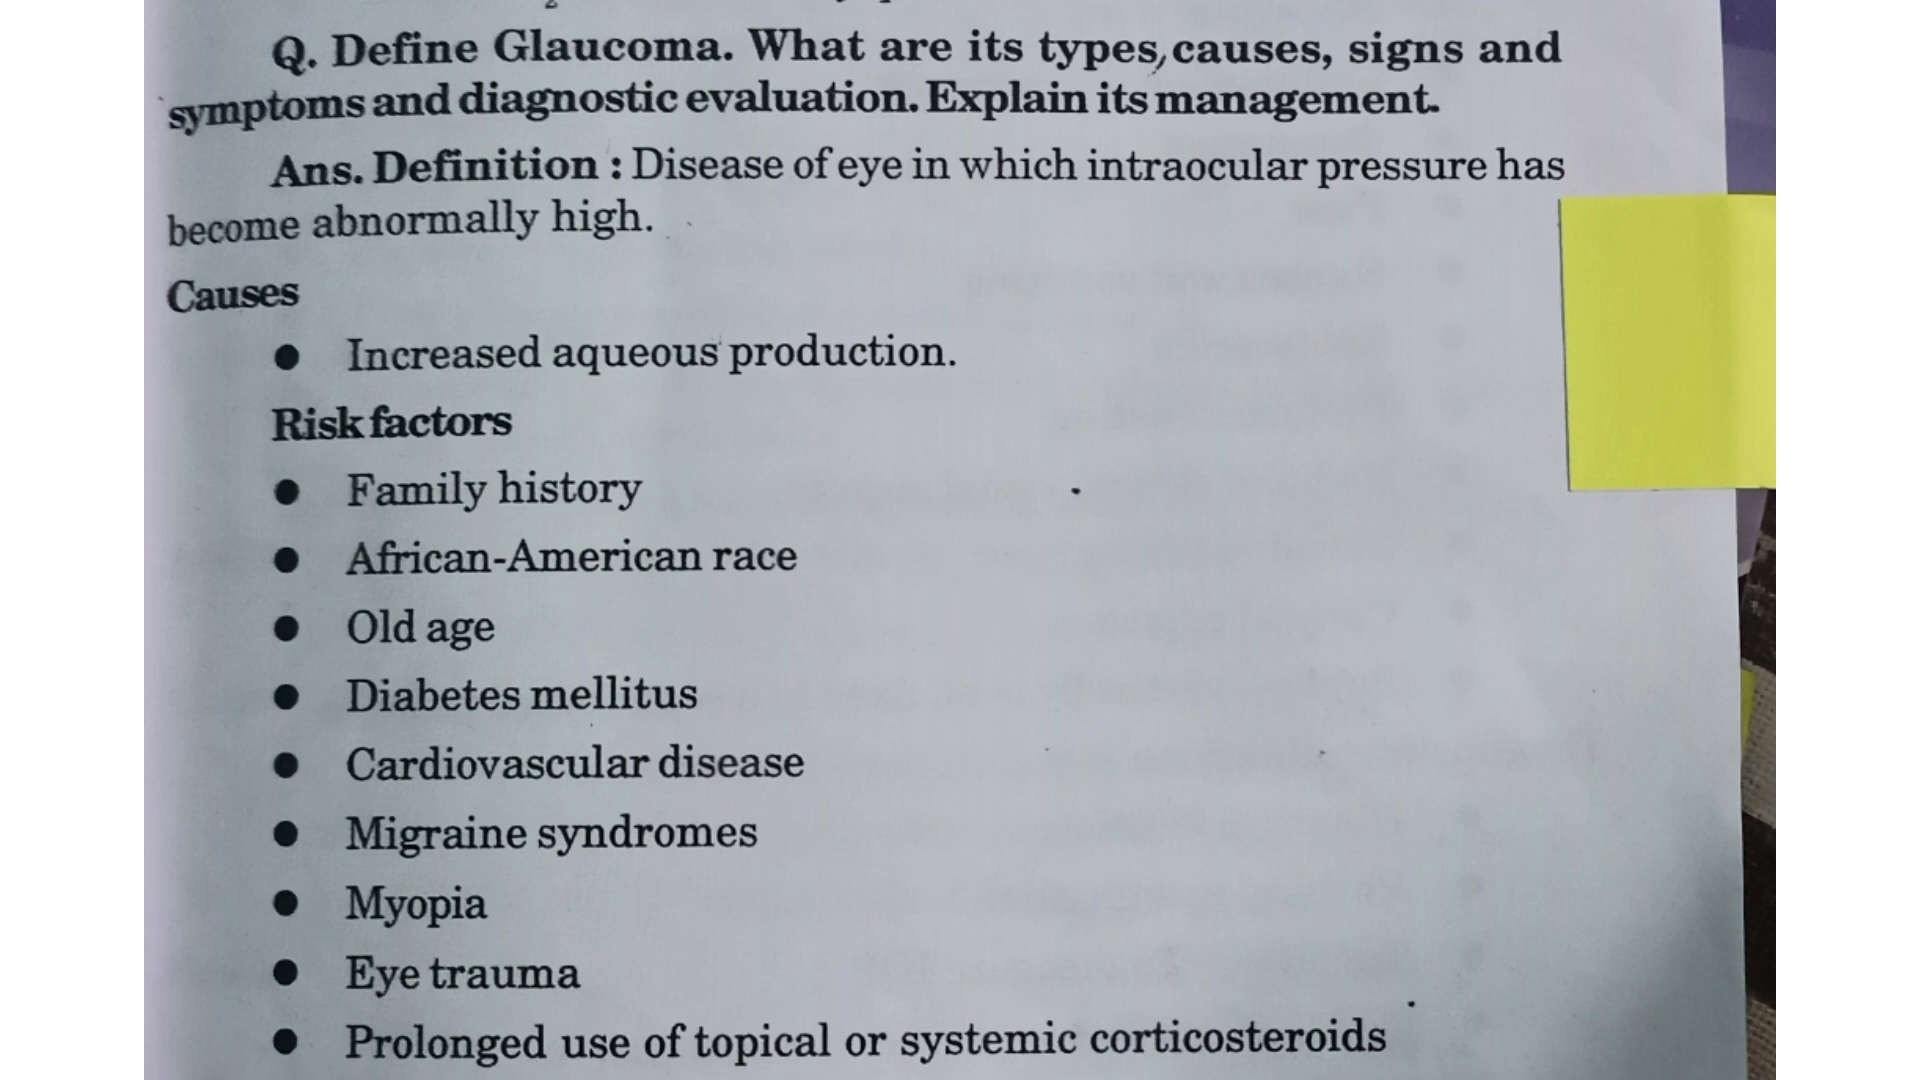 Q. Define Glaucoma. What are its types, causes, signs and
symptoms and diagnostic evaluation. Explain its management.
Ans. Definition : Disease of eye in which intraocular pressure has
become abnormally high.
Causes
● Increased aqueous production.
Risk factors
● Family history
● African-American race
● Old age
● Diabetes mellitus
● Cardiovascular disease
● Migraine syndromes
● Myopia
● Eye trauma
● Prolonged use of topical or systemic corticosteroids